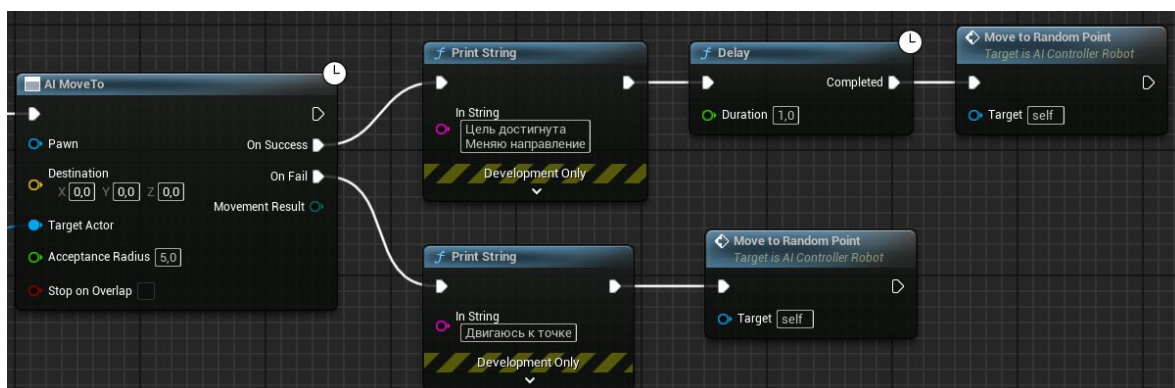 AI MoveTo
Pawn
On Success
Destination
X 0,0 Y 0,0 Z 0,0
On Fail
Movement Result
Target Actor
Acceptance Radius 5,0
Stop on Overlap
f Print String
In String
Цель достигнута
Меняю направление
Development Only
f Delay
Completed
Duration 1,0
Move to Random Point
Target is AI Controller Robot
Target self
f Print String
In String
Двигаюсь к точке
Development Only
Move to Random Point
Target is AI Controller Robot
Target self